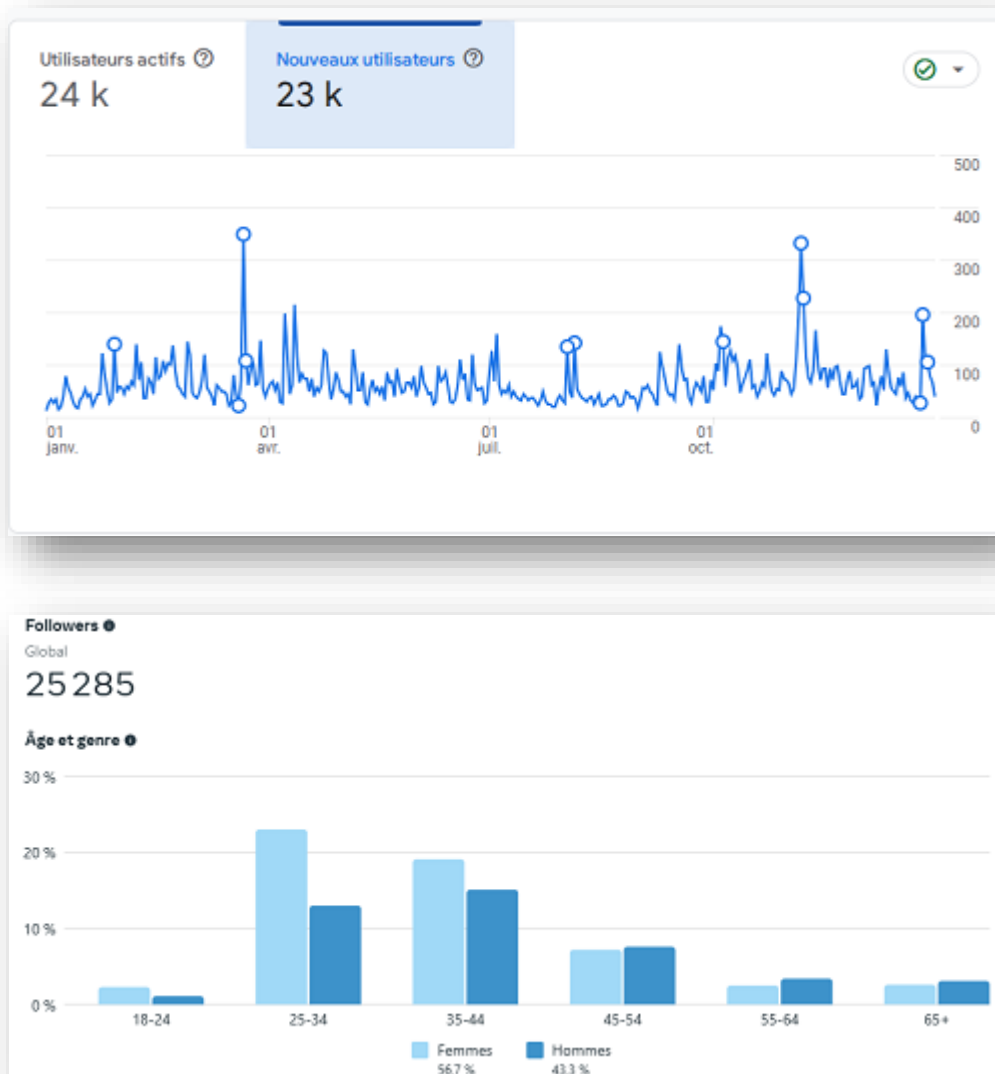 Utilisateurs actifs
24 k
Nouveaux utilisateurs
23 k
500
400
300
200
100
0
01
janv.
01
avr.
01
juil.
01
oct.
Followers
Global
25 285
Âge et genre
30 %
20 %
10 %
0 %
18-24
25-34
35-44
45-54
55-64
65+
Femmes
56.7 %
Hommes
43.3 %